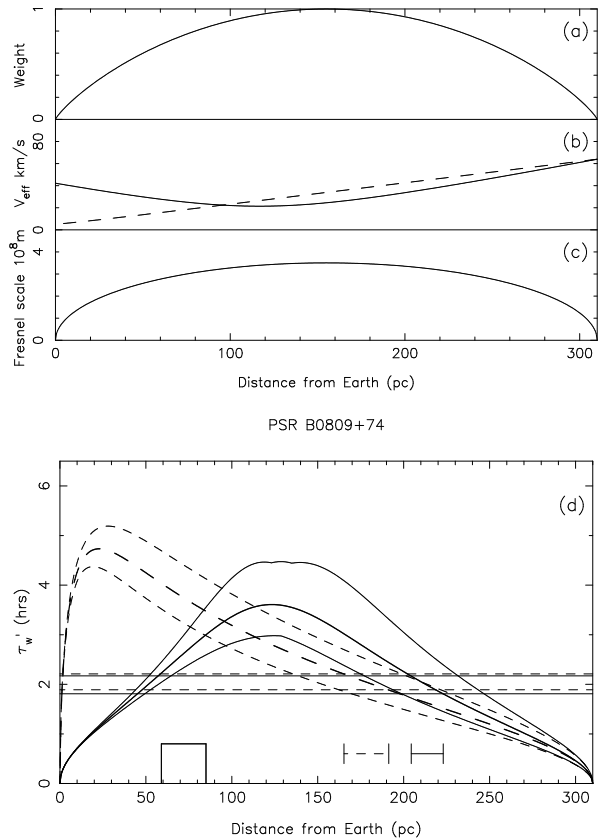 1
Weight
0
(a)
80
V_eff km/s
0
(b)
4
Fresnel scale 10⁸m
0
(c)
0 100 200 300
Distance from Earth (pc)
PSR B0809+74
6
4
τ_w' (hrs)
2
0
(d)
0 50 100 150 200 250 300
Distance from Earth (pc)